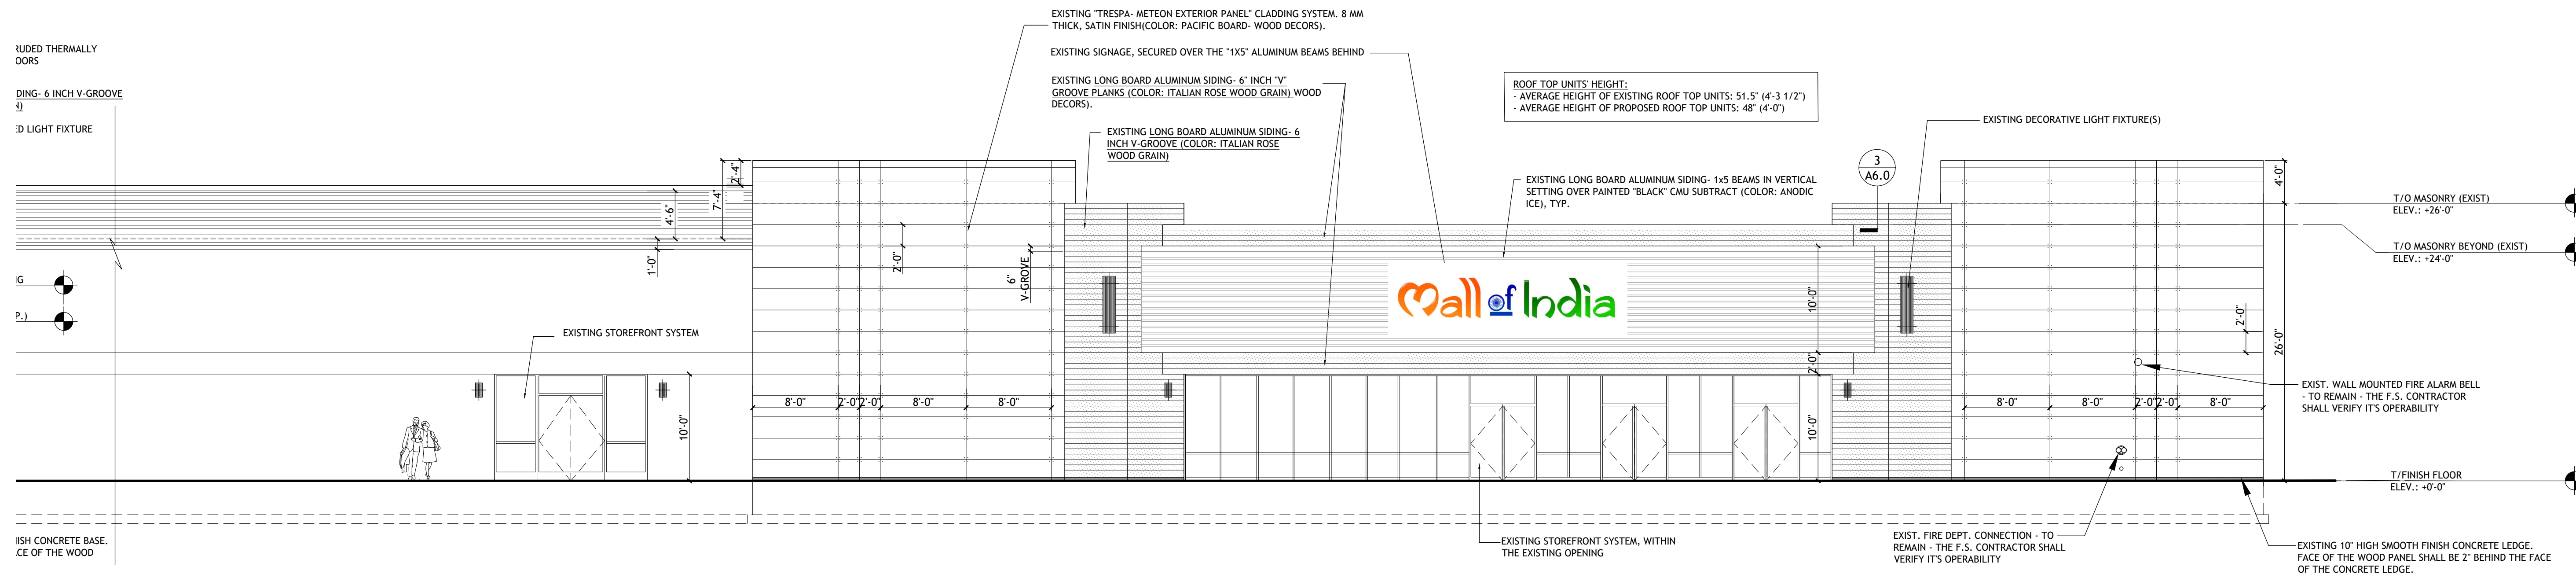 RUDED THERMALLY
OORS
DING- 6 INCH V-GROOVE
N)
ED LIGHT FIXTURE
G
P.)
ISH CONCRETE BASE.
ACE OF THE WOOD
EXISTING STOREFRONT SYSTEM
10'-0"
4'-6"
1'-0"
7'-4"
2'-4"
EXISTING "TRESPA- METEON EXTERIOR PANEL" CLADDING SYSTEM. 8 MM
THICK, SATIN FINISH(COLOR: PACIFIC BOARD- WOOD DECORS).
EXISTING SIGNAGE, SECURED OVER THE "1X5" ALUMINUM BEAMS BEHIND
EXISTING LONG BOARD ALUMINUM SIDING- 6" INCH "V"
GROOVE PLANKS (COLOR: ITALIAN ROSE WOOD GRAIN) WOOD
DECORS).
EXISTING LONG BOARD ALUMINUM SIDING- 6
INCH V-GROOVE (COLOR: ITALIAN ROSE
WOOD GRAIN)
ROOF TOP UNITS' HEIGHT:
- AVERAGE HEIGHT OF EXISTING ROOF TOP UNITS: 51.5" (4'-3 1/2")
- AVERAGE HEIGHT OF PROPOSED ROOF TOP UNITS: 48" (4'-0")
EXISTING LONG BOARD ALUMINUM SIDING- 1x5 BEAMS IN VERTICAL
SETTING OVER PAINTED "BLACK" CMU SUBTRACT (COLOR: ANODIC
ICE), TYP.
3
A6.0
EXISTING DECORATIVE LIGHT FIXTURE(S)
2'-0"
6"
V-GROVE
8'-0" 2'-0" 2'-0" 8'-0" 8'-0"
Mall of India
10'-0"
2'-0"
10'-0"
8'-0" 8'-0" 2'-0" 2'-0" 8'-0"
2'-0"
4'-0"
26'-0"
T/O MASONRY (EXIST)
ELEV.: +26'-0"
T/O MASONRY BEYOND (EXIST)
ELEV.: +24'-0"
EXIST. WALL MOUNTED FIRE ALARM BELL
- TO REMAIN - THE F.S. CONTRACTOR
SHALL VERIFY IT'S OPERABILITY
T/FINISH FLOOR
ELEV.: +0'-0"
EXISTING STOREFRONT SYSTEM, WITHIN
THE EXISTING OPENING
EXIST. FIRE DEPT. CONNECTION - TO
REMAIN - THE F.S. CONTRACTOR SHALL
VERIFY IT'S OPERABILITY
EXISTING 10" HIGH SMOOTH FINISH CONCRETE LEDGE.
FACE OF THE WOOD PANEL SHALL BE 2" BEHIND THE FACE
OF THE CONCRETE LEDGE.